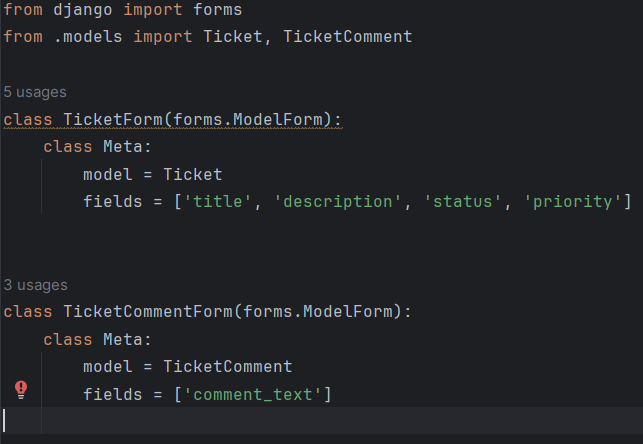 from django import forms
from .models import Ticket, TicketComment
5 usages
class TicketForm(forms.ModelForm):
    class Meta:
        model = Ticket
        fields = ['title', 'description', 'status', 'priority']
3 usages
class TicketCommentForm(forms.ModelForm):
    class Meta:
        model = TicketComment
        fields = ['comment_text']